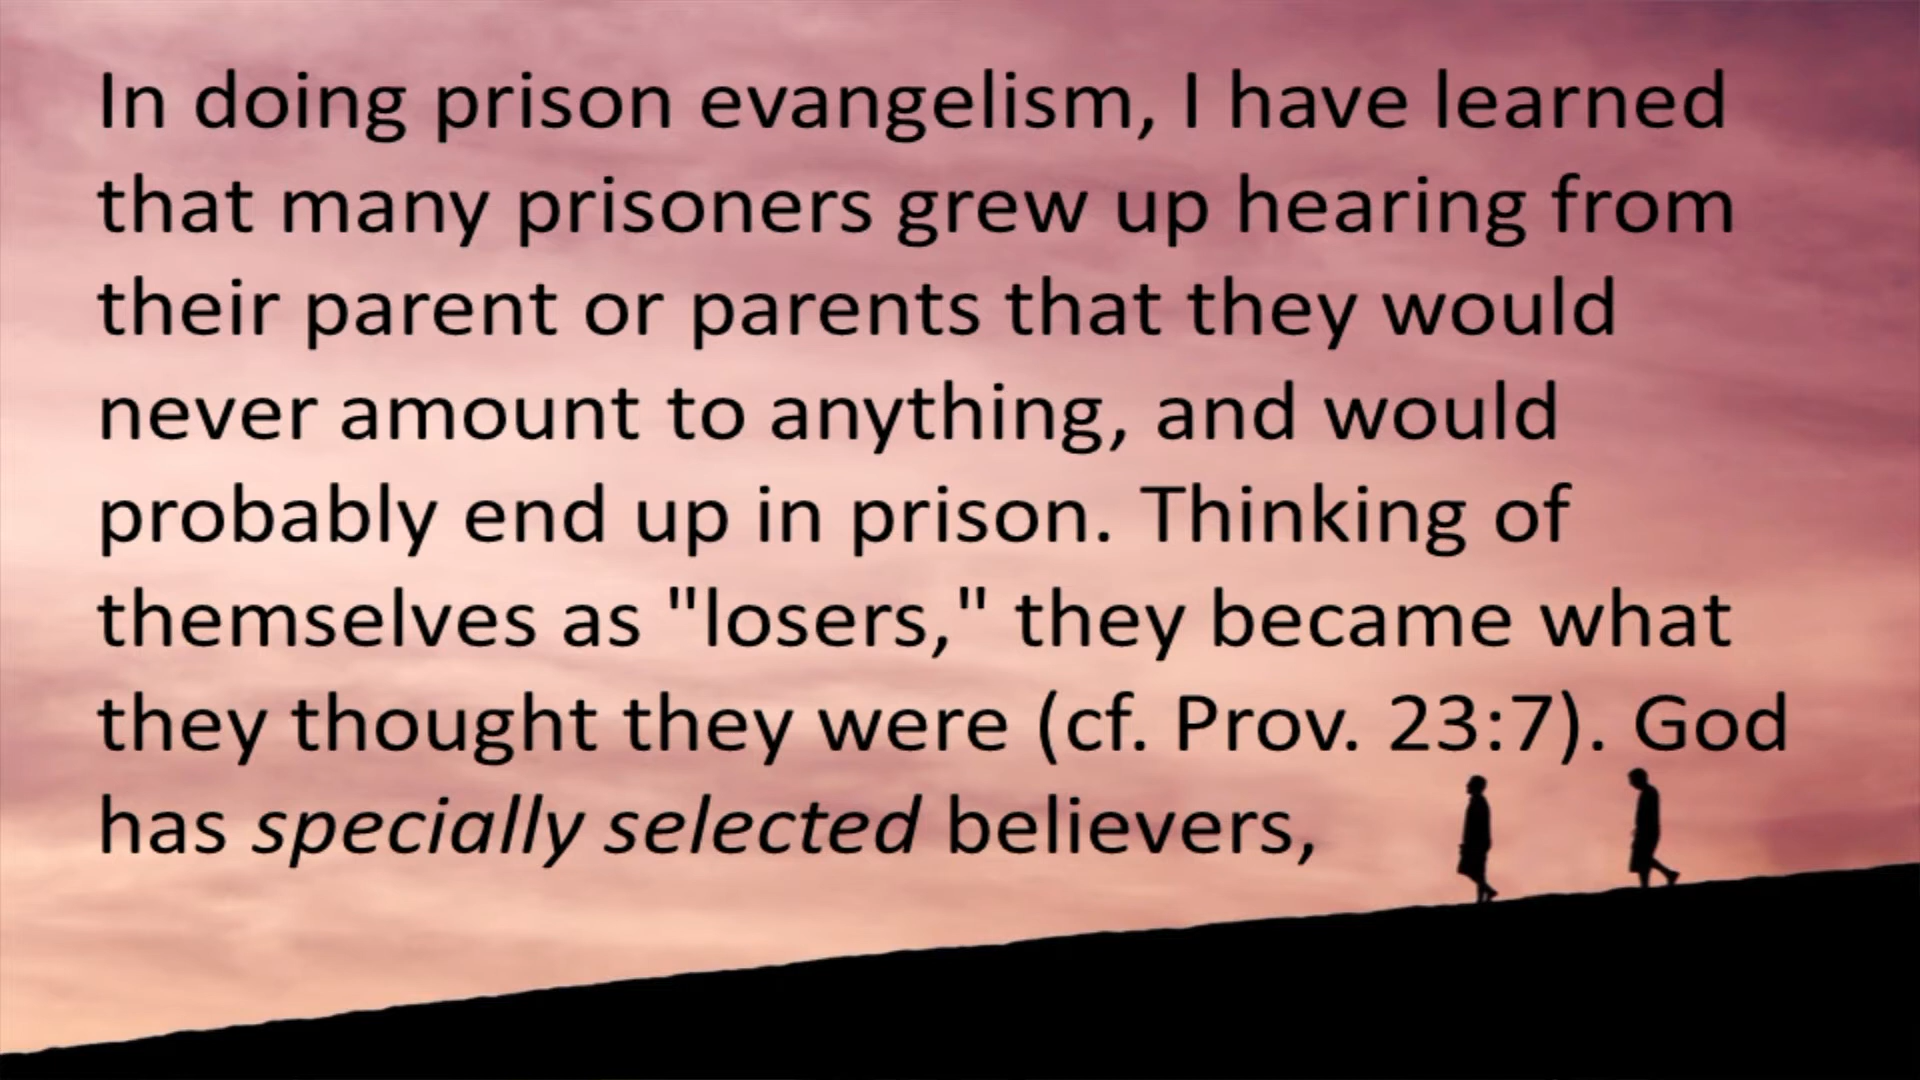 In doing prison evangelism, I have learned
that many prisoners grew up hearing from
their parent or parents that they would
never amount to anything, and would
probably end up in prison. Thinking of
themselves as "losers," they became what
they thought they were (cf. Prov. 23:7). God
has specially selected believers,